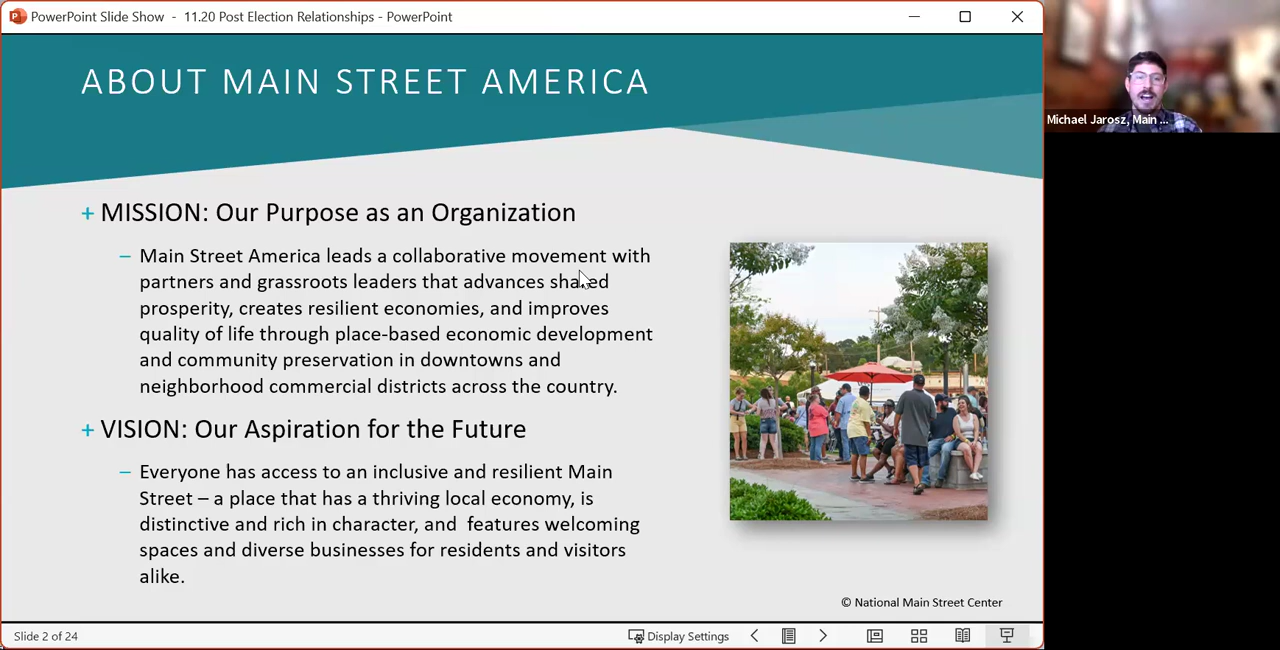 PowerPoint Slide Show - 11.20 Post Election Relationships - PowerPoint
ABOUT MAIN STREET AMERICA
+ MISSION: Our Purpose as an Organization
– Main Street America leads a collaborative movement with
partners and grassroots leaders that advances shared
prosperity, creates resilient economies, and improves
quality of life through place-based economic development
and community preservation in downtowns and
neighborhood commercial districts across the country.
+ VISION: Our Aspiration for the Future
– Everyone has access to an inclusive and resilient Main
Street – a place that has a thriving local economy, is
distinctive and rich in character, and  features welcoming
spaces and diverse businesses for residents and visitors
alike.
© National Main Street Center
Slide 2 of 24
Display Settings
Michael Jarosz, Main ...